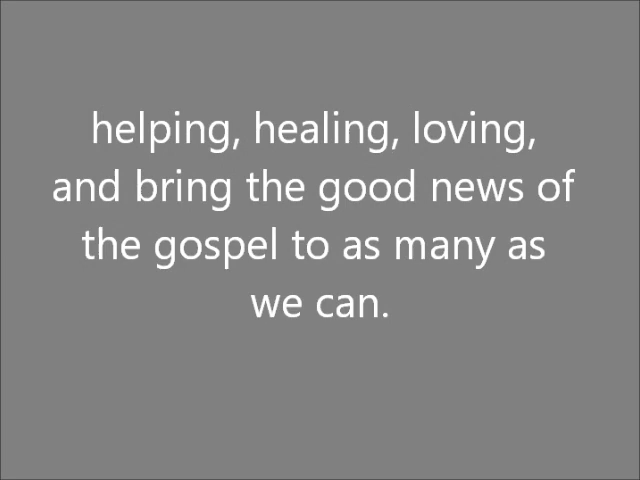 helping, healing, loving,
and bring the good news of
the gospel to as many as
we can.